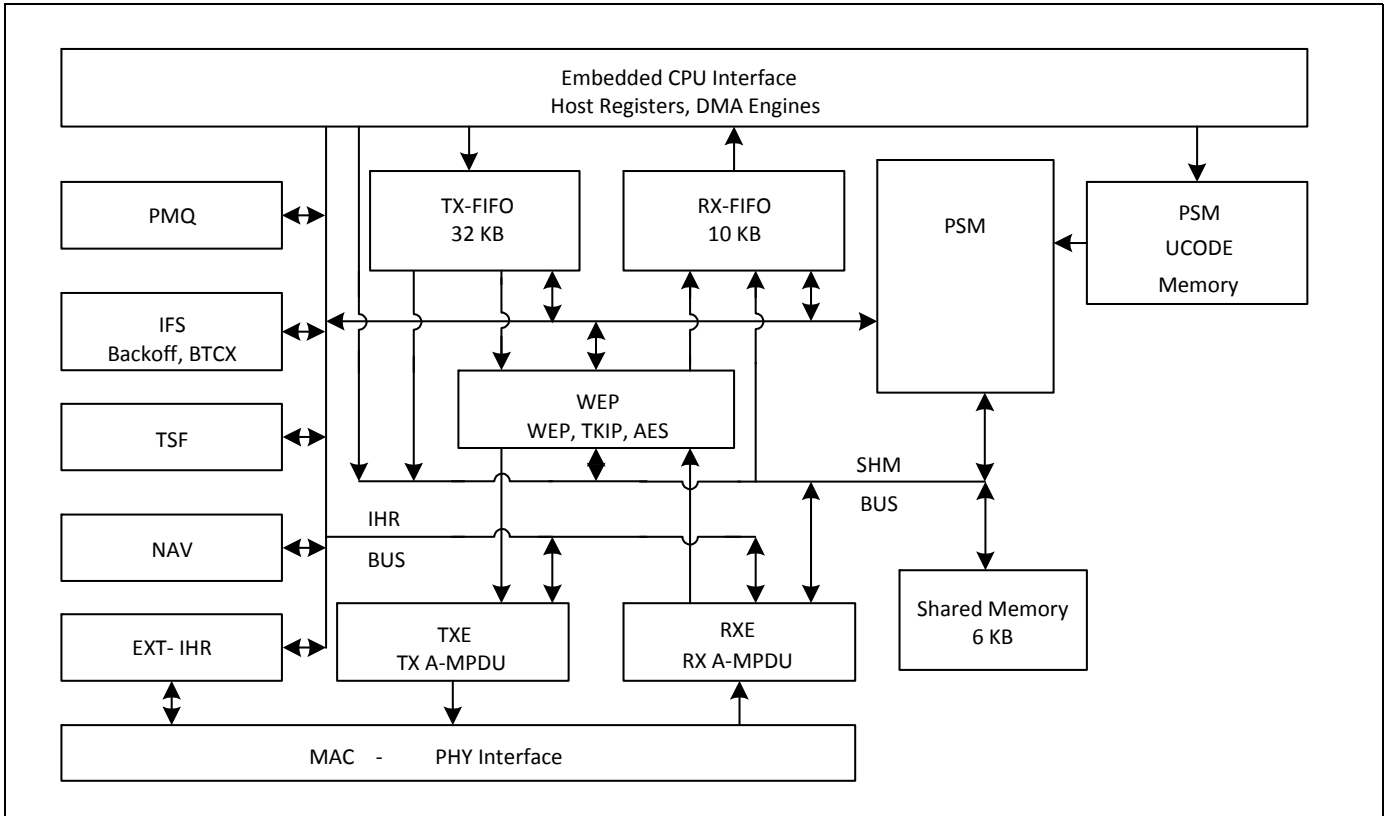 Embedded CPU Interface
Host Registers, DMA Engines
PMQ
TX-FIFO
32 KB
RX-FIFO
10 KB
PSM
PSM
UCODE
Memory
IFS
Backoff, BTCX
WEP
WEP, TKIP, AES
TSF
SHM
BUS
IHR
BUS
NAV
Shared Memory
6 KB
EXT- IHR
TXE
TX A-MPDU
RXE
RX A-MPDU
MAC - PHY Interface